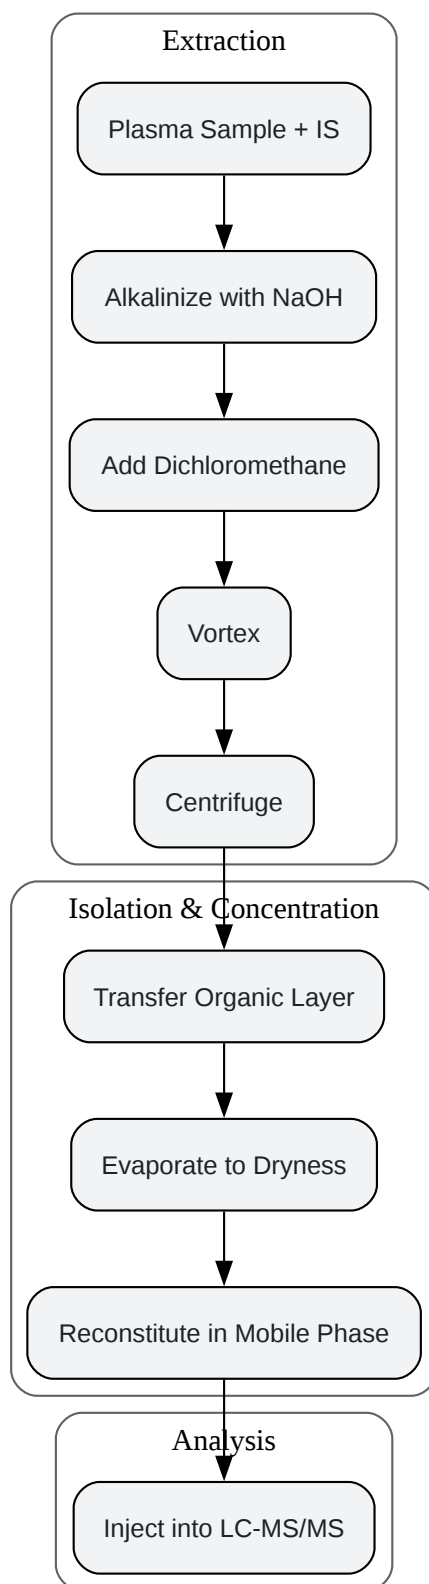 Extraction
Plasma Sample + IS
Alkalinize with NaOH
Add Dichloromethane
Vortex
Centrifuge
Isolation & Concentration
Transfer Organic Layer
Evaporate to Dryness
Reconstitute in Mobile Phase
Analysis
Inject into LC-MS/MS